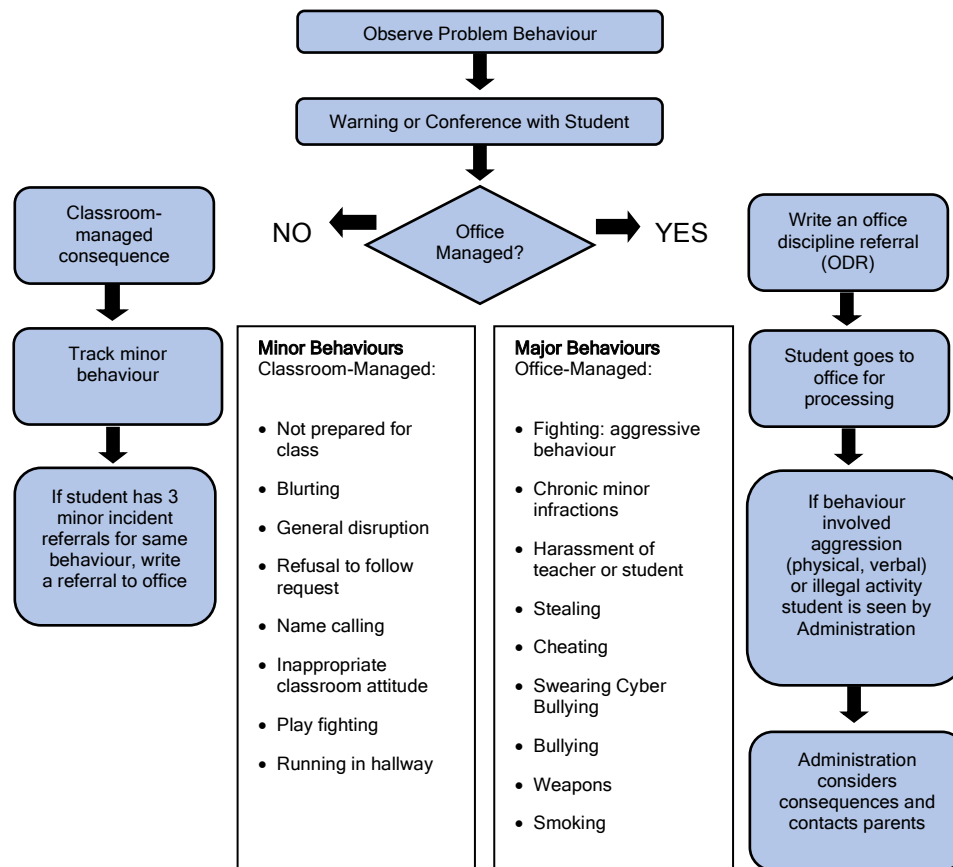 Observe Problem Behaviour
Warning or Conference with Student
Office
Managed?
NO
YES
Classroom-
managed
consequence
Track minor
behaviour
If student has 3
minor incident
referrals for same
behaviour, write
a referral to office
Minor Behaviours
Classroom-Managed:
• Not prepared for
class
• Blurting
• General disruption
• Refusal to follow
request
• Name calling
• Inappropriate
classroom attitude
• Play fighting
• Running in hallway
Major Behaviours
Office-Managed:
• Fighting: aggressive
behaviour
• Chronic minor
infractions
• Harassment of
teacher or student
• Stealing
• Cheating
• Swearing Cyber
Bullying
• Bullying
• Weapons
• Smoking
Write an office
discipline referral
(ODR)
Student goes to
office for
processing
If behaviour
involved
aggression
(physical, verbal)
or illegal activity
student is seen by
Administration
Administration
considers
consequences and
contacts parents